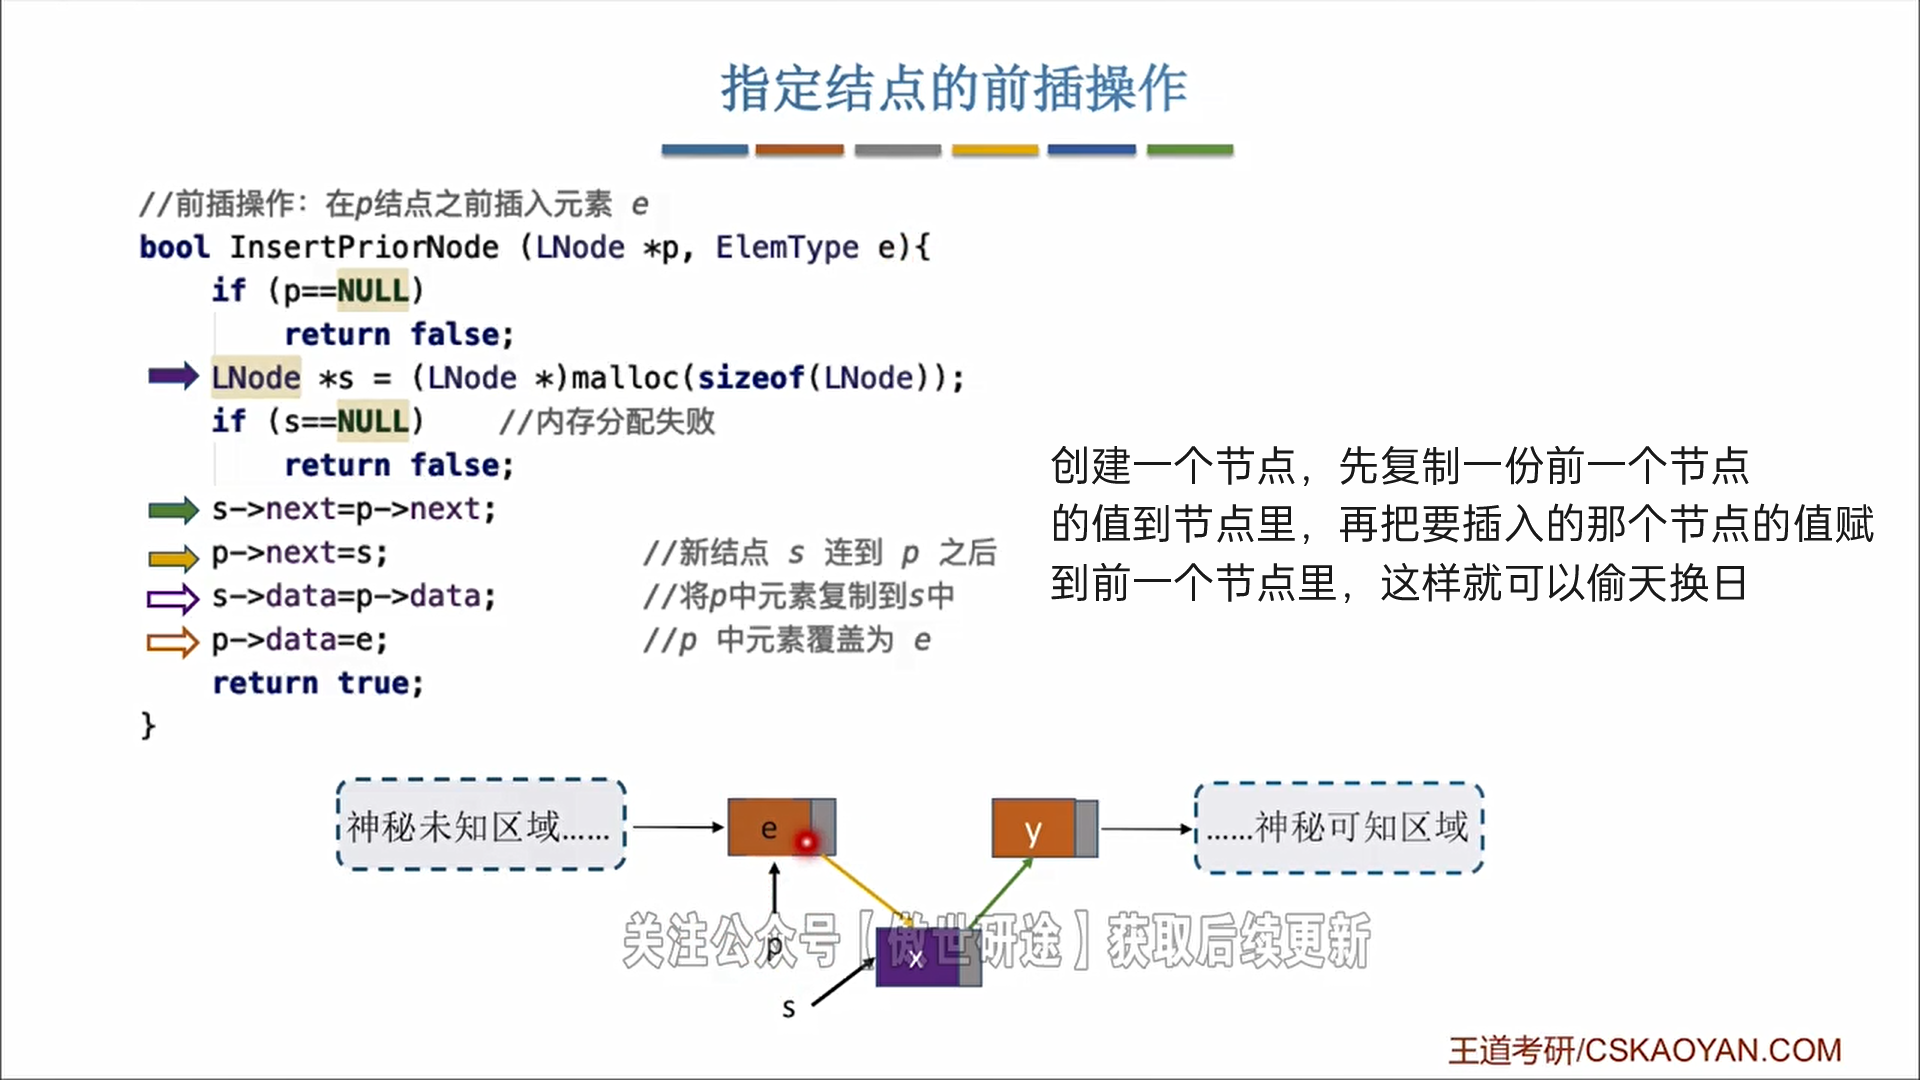 指定结点的前插操作
//前插操作：在p结点之前插入元素 e
bool InsertPriorNode (LNode *p, ElemType e){
if (p==NULL)
return false;
LNode *s = (LNode *)malloc(sizeof(LNode));
if (s==NULL) //内存分配失败
return false;
s->next=p->next;
p->next=s; //新结点 s 连到 p 之后
s->data=p->data; //将p中元素复制到s中
p->data=e; //p 中元素覆盖为 e
return true;
}
创建一个节点，先复制一份前一个节点
的值到节点里，再把要插入的那个节点的值赋
到前一个节点里，这样就可以偷天换日
神秘未知区域……
e
y
……神秘可知区域
关注公众号【傲世研途】获取后续更新
p
x
s
王道考研/CSKAOYAN.COM